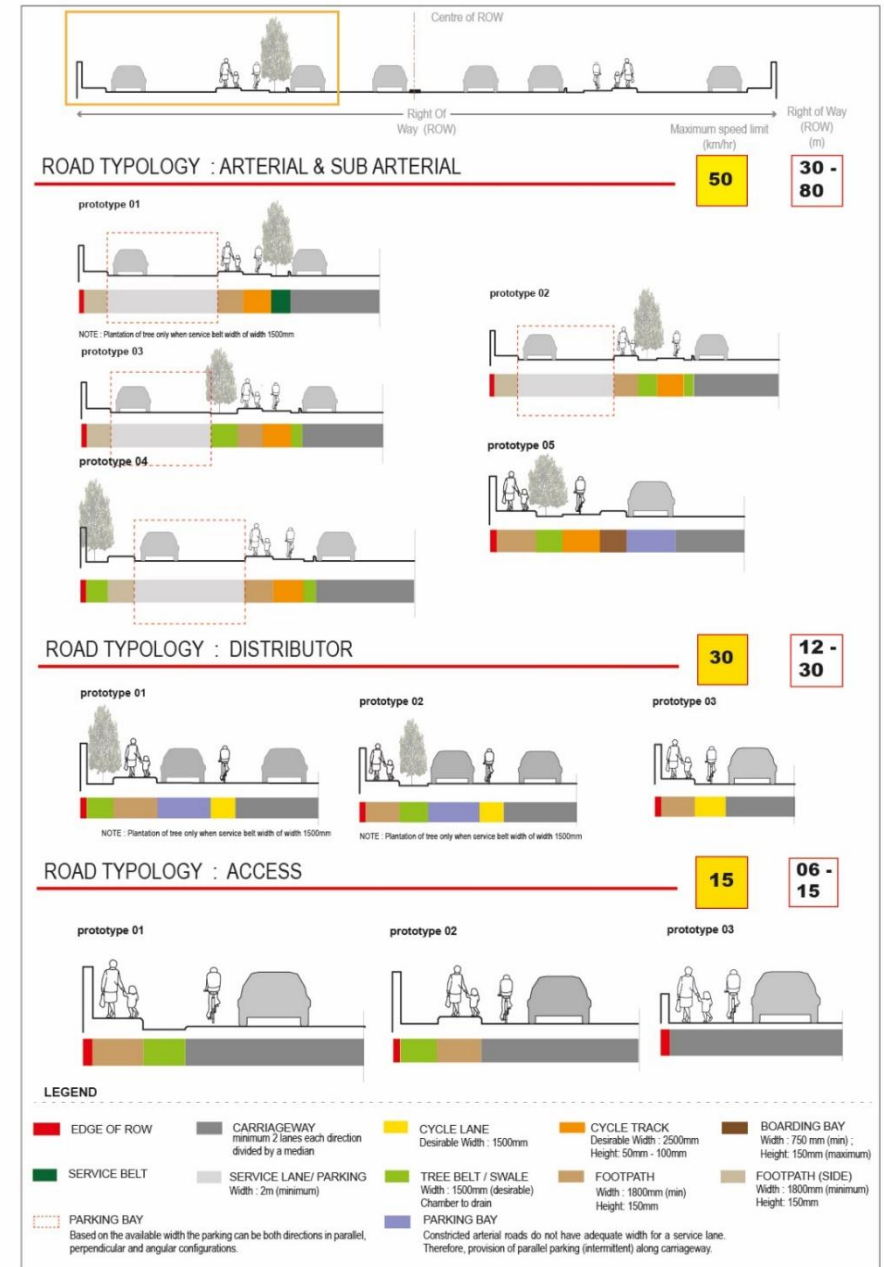 Centre of ROW
Right Of
Way (ROW)
Maximum speed limit
(km/hr)
Right of Way
(ROW)
(m)
ROAD TYPOLOGY : ARTERIAL & SUB ARTERIAL
50
30 -
80
prototype 01
NOTE : Plantation of tree only when service belt width of width 1500mm
prototype 02
prototype 03
prototype 04
prototype 05
ROAD TYPOLOGY : DISTRIBUTOR
30
12 -
30
prototype 01
NOTE : Plantation of tree only when service belt width of width 1500mm
prototype 02
NOTE : Plantation of tree only when service belt width of width 1500mm
prototype 03
ROAD TYPOLOGY : ACCESS
15
06 -
15
prototype 01
prototype 02
prototype 03
LEGEND
EDGE OF ROW
CARRIAGEWAY
minimum 2 lanes each direction
divided by a median
CYCLE LANE
Desirable Width : 1500mm
CYCLE TRACK
Desirable Width : 2500mm
Height: 50mm - 100mm
BOARDING BAY
Width : 750 mm (min) ;
Height: 150mm (maximum)
SERVICE BELT
SERVICE LANE/ PARKING
Width : 2m (minimum)
TREE BELT / SWALE
Width : 1500mm (desirable)
Chamber to drain
FOOTPATH
Width : 1800mm (min)
Height: 150mm
FOOTPATH (SIDE)
Width : 1800mm (minimum)
Height: 150mm
PARKING BAY
Based on the available width the parking can be both directions in parallel,
perpendicular and angular configurations.
PARKING BAY
Constricted arterial roads do not have adequate width for a service lane.
Therefore, provision of parallel parking (intermittent) along carriageway.